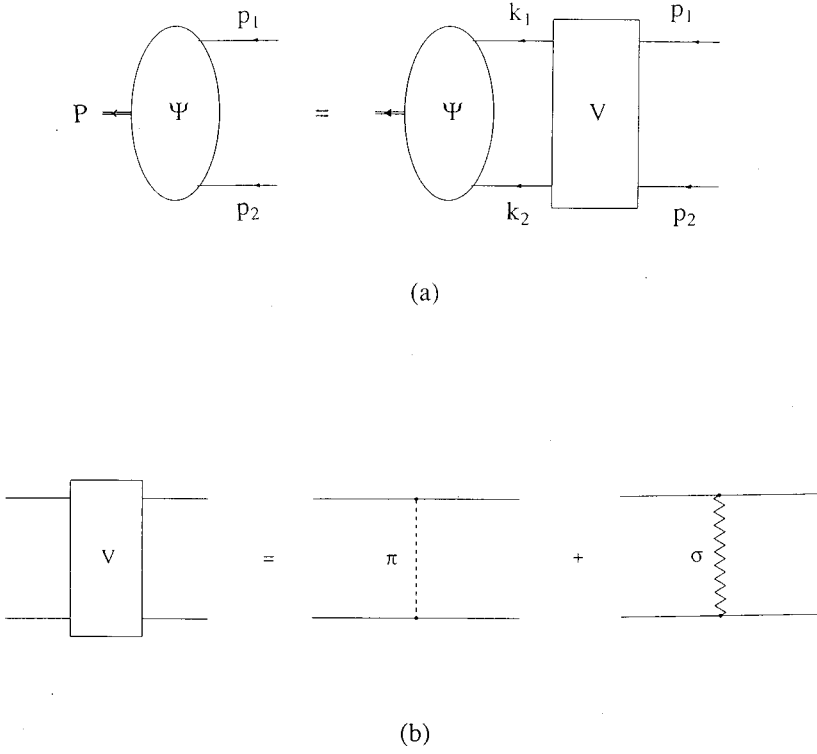 p₁ k₁ p₁
P Ψ = Ψ V
p₂ k₂ p₂
(a)
V = π + σ
(b)